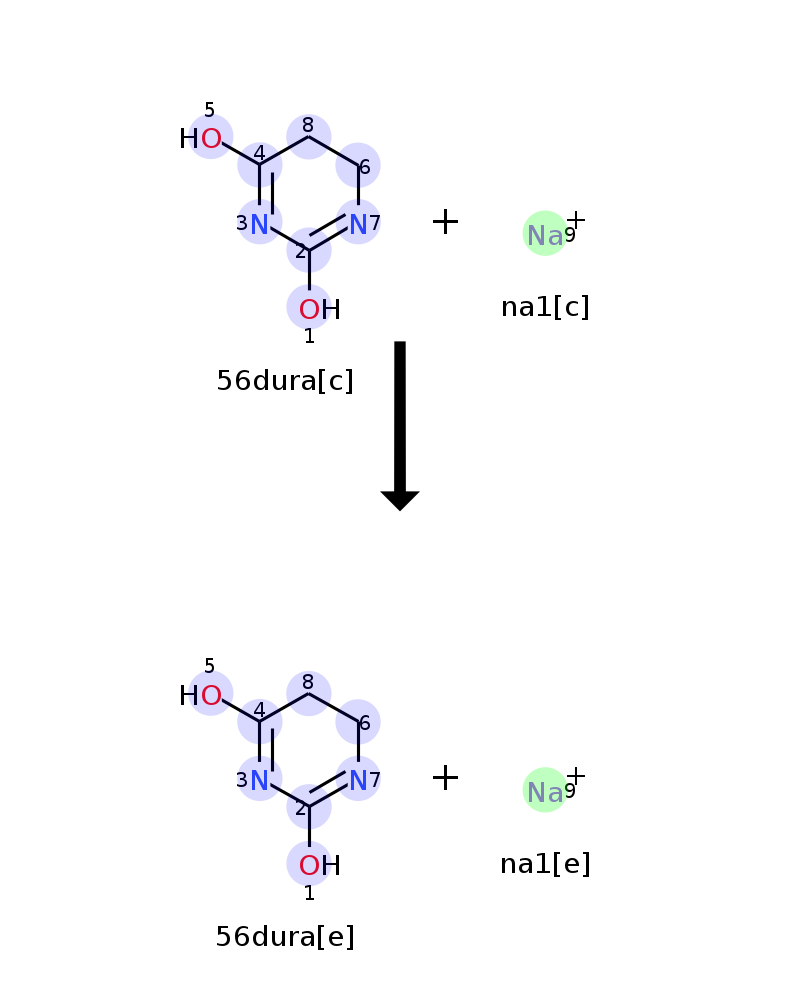 5
HO
4
8
6
3N
N7
2
OH
1
56dura[c]
+
Na9+
na1[c]
5
HO
4
8
6
3N
N7
2
OH
1
56dura[e]
+
Na9+
na1[e]